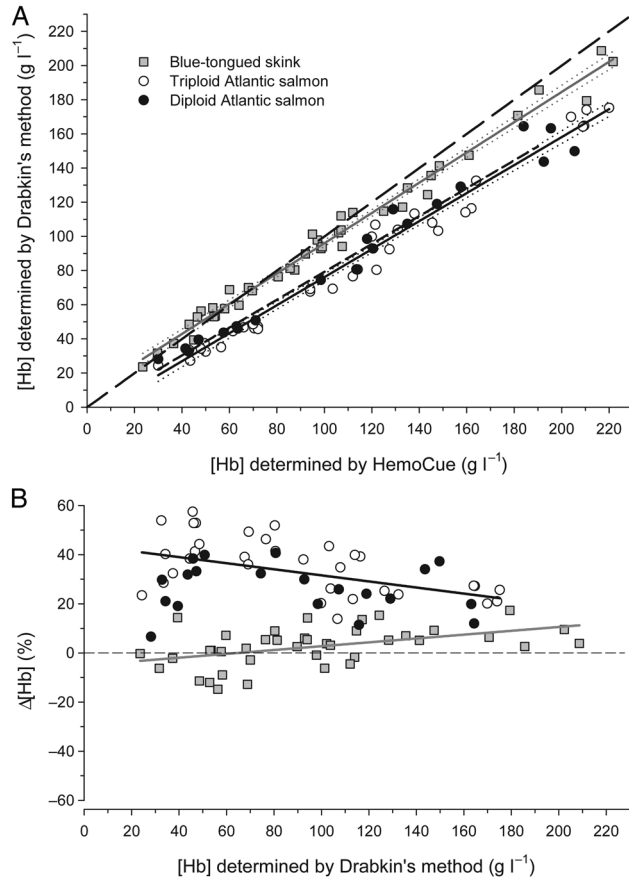 A
220
200
180
160
140
120
100
80
60
40
20
0
[Hb] determined by Drabkin's method (g l⁻¹)
Blue-tongued skink
Triploid Atlantic salmon
Diploid Atlantic salmon
0 20 40 60 80 100 120 140 160 180 200 220
[Hb] determined by HemoCue (g l⁻¹)
B
60
40
20
0
–20
–40
–60
Δ[Hb] (%)
0 20 40 60 80 100 120 140 160 180 200 220
[Hb] determined by Drabkin's method (g l⁻¹)